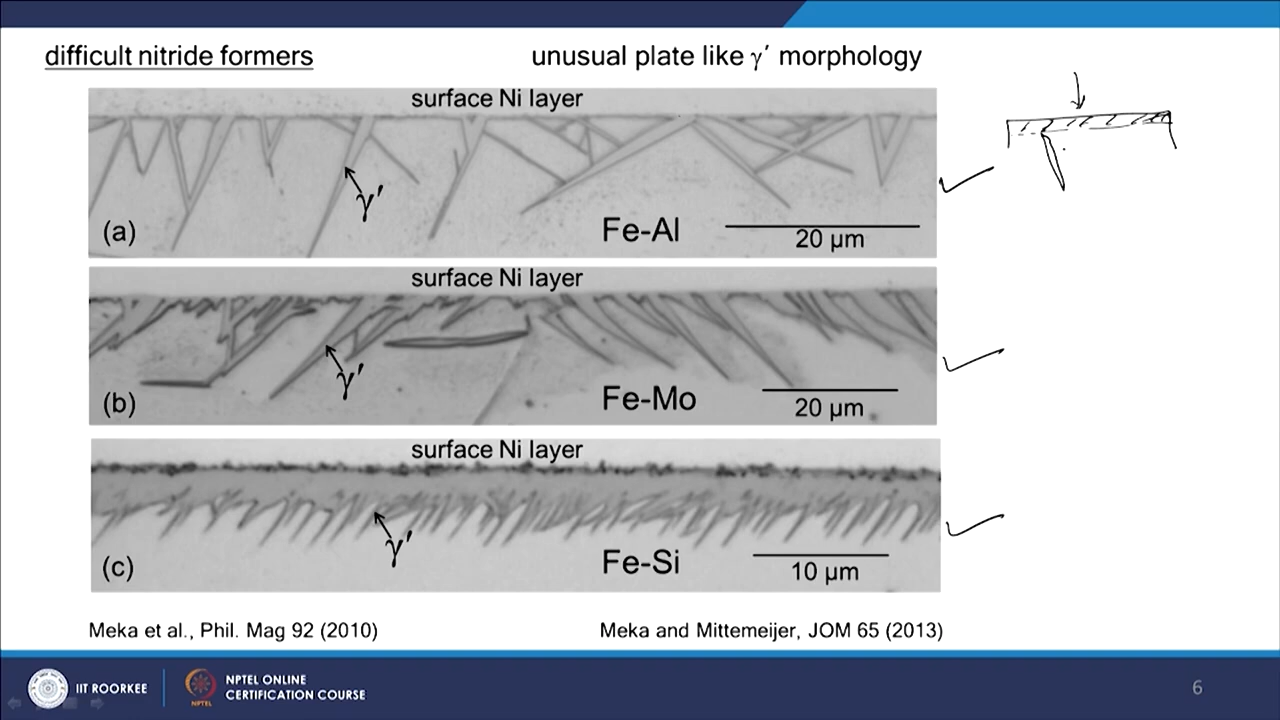 difficult nitride formers
unusual plate like γ′ morphology
surface Ni layer
γ′
(a)
Fe-Al
20 µm
surface Ni layer
γ′
(b)
Fe-Mo
20 µm
surface Ni layer
γ′
(c)
Fe-Si
10 µm
Meka et al., Phil. Mag 92 (2010)
Meka and Mittemeijer, JOM 65 (2013)
IIT ROORKEE
NPTEL
NPTEL ONLINE
CERTIFICATION COURSE
6